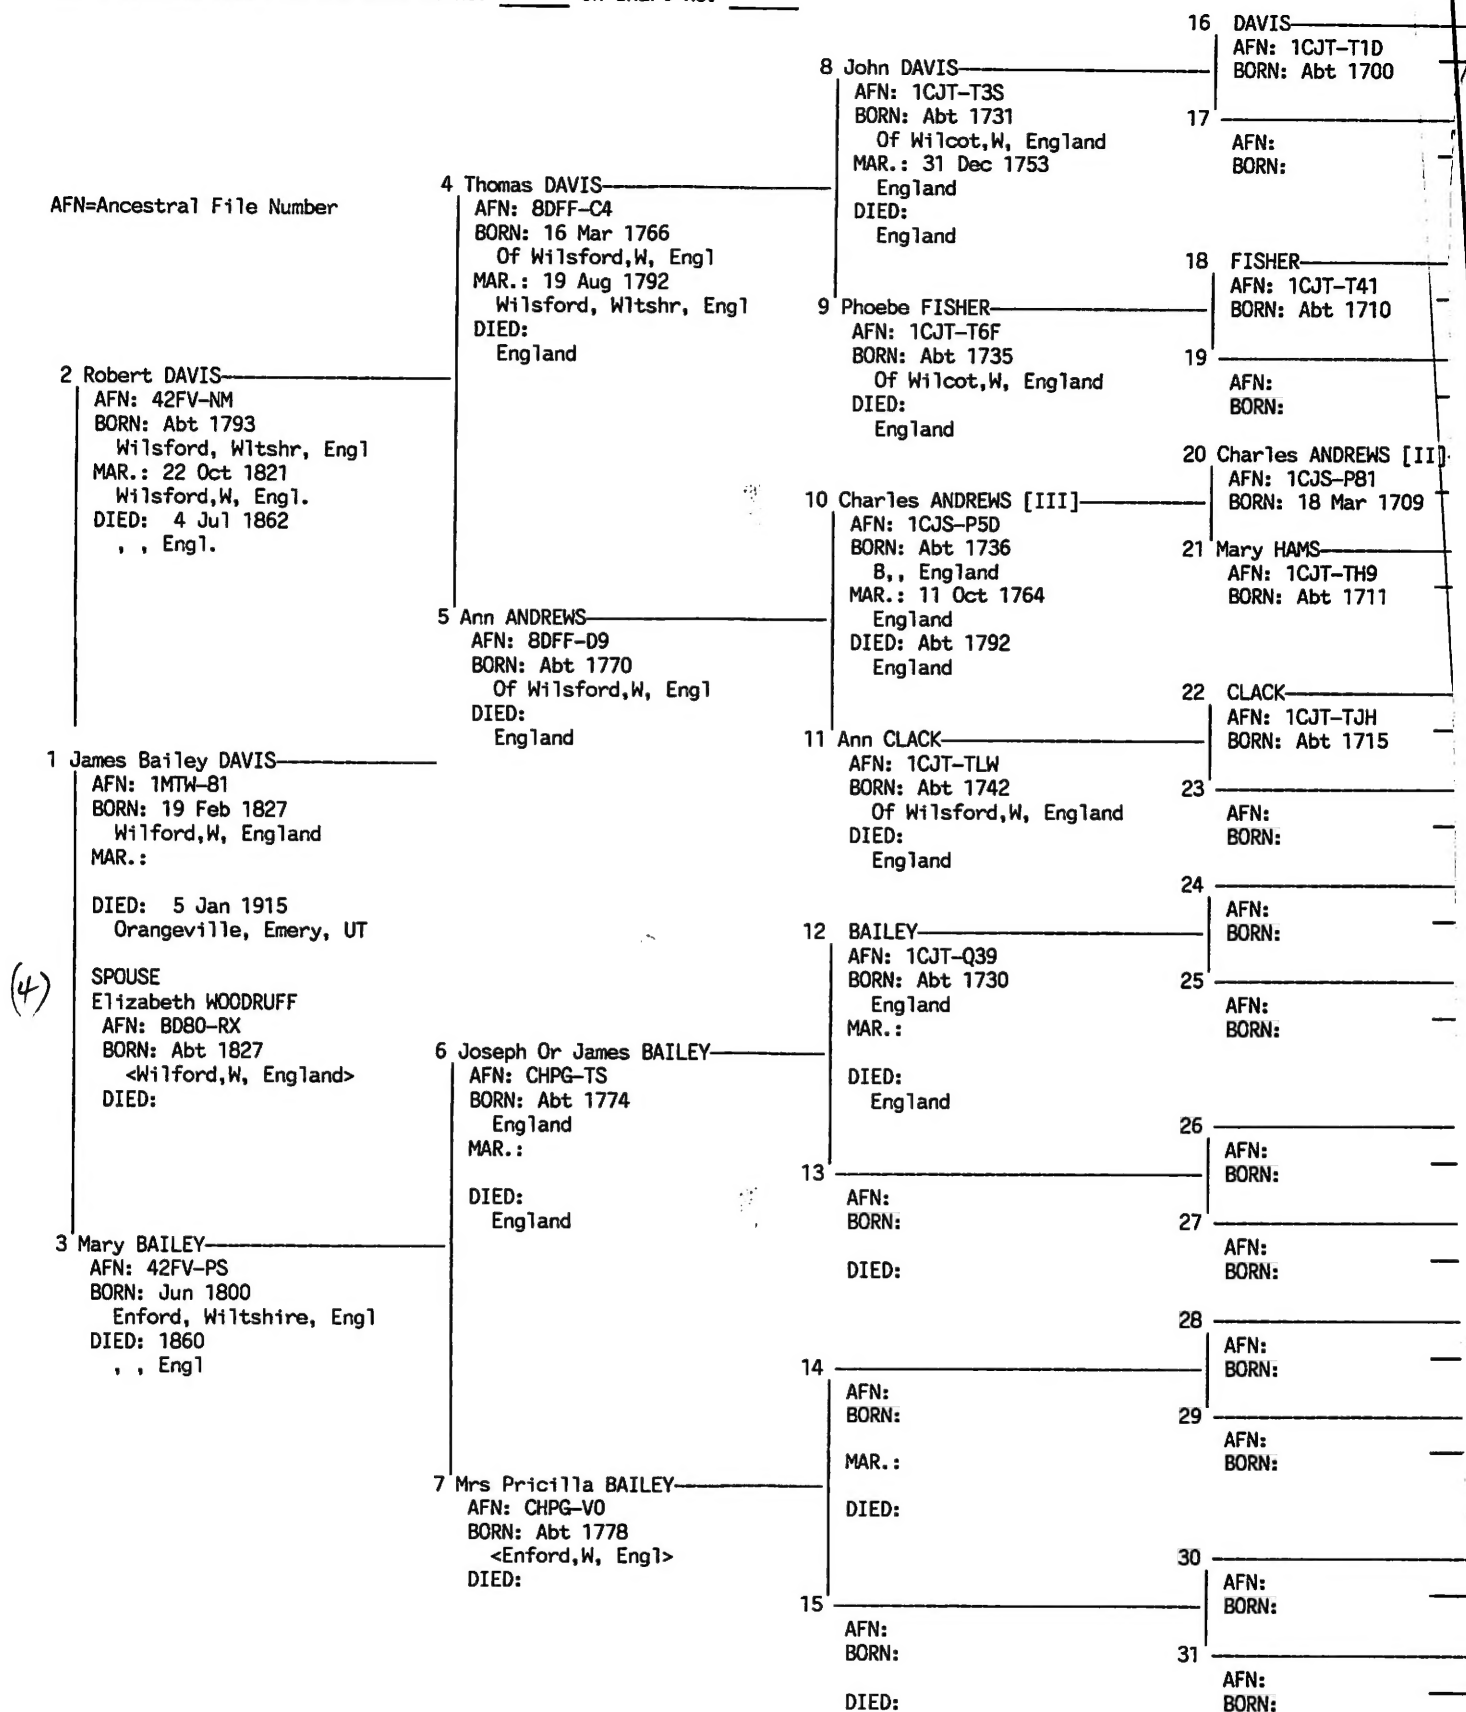 AFN=Ancestral File Number
1 James Bailey DAVIS
AFN: 1MTW-81
BORN: 19 Feb 1827
Wilford,W, England
MAR.:
DIED: 5 Jan 1915
Orangeville, Emery, UT
(4)
SPOUSE
Elizabeth WOODRUFF
AFN: BD80-RX
BORN: Abt 1827
<Wilford,W, England>
DIED:
2 Robert DAVIS
AFN: 42FV-NM
BORN: Abt 1793
Wilsford, Wltshr, Engl
MAR.: 22 Oct 1821
Wilsford,W, Engl.
DIED: 4 Jul 1862
, , Engl.
3 Mary BAILEY
AFN: 42FV-PS
BORN: Jun 1800
Enford, Wiltshire, Engl
DIED: 1860
, , Engl
4 Thomas DAVIS
AFN: 8DFF-C4
BORN: 16 Mar 1766
Of Wilsford,W, Engl
MAR.: 19 Aug 1792
Wilsford, Wltshr, Engl
DIED:
England
5 Ann ANDREWS
AFN: 8DFF-D9
BORN: Abt 1770
Of Wilsford,W, Engl
DIED:
England
6 Joseph Or James BAILEY
AFN: CHPG-TS
BORN: Abt 1774
England
MAR.:
DIED:
England
7 Mrs Pricilla BAILEY
AFN: CHPG-V0
BORN: Abt 1778
<Enford,W, Engl>
DIED:
8 John DAVIS
AFN: 1CJT-T3S
BORN: Abt 1731
Of Wilcot,W, England
MAR.: 31 Dec 1753
England
DIED:
England
9 Phoebe FISHER
AFN: 1CJT-T6F
BORN: Abt 1735
Of Wilcot,W, England
DIED:
England
10 Charles ANDREWS [III]
AFN: 1CJS-P5D
BORN: Abt 1736
B,, England
MAR.: 11 Oct 1764
England
DIED: Abt 1792
England
11 Ann CLACK
AFN: 1CJT-TLW
BORN: Abt 1742
Of Wilsford,W, England
DIED:
England
12 BAILEY
AFN: 1CJT-Q39
BORN: Abt 1730
England
MAR.:
DIED:
England
13
AFN:
BORN:
DIED:
14
AFN:
BORN:
MAR.:
DIED:
15
AFN:
BORN:
DIED:
16 DAVIS
AFN: 1CJT-T1D
BORN: Abt 1700
17
AFN:
BORN:
18 FISHER
AFN: 1CJT-T41
BORN: Abt 1710
19
AFN:
BORN:
20 Charles ANDREWS [II]
AFN: 1CJS-P81
BORN: 18 Mar 1709
21 Mary HAMS
AFN: 1CJT-TH9
BORN: Abt 1711
22 CLACK
AFN: 1CJT-TJH
BORN: Abt 1715
23
AFN:
BORN:
24
AFN:
BORN:
25
AFN:
BORN:
26
AFN:
BORN:
27
AFN:
BORN:
28
AFN:
BORN:
29
AFN:
BORN:
30
AFN:
BORN:
31
AFN:
BORN: